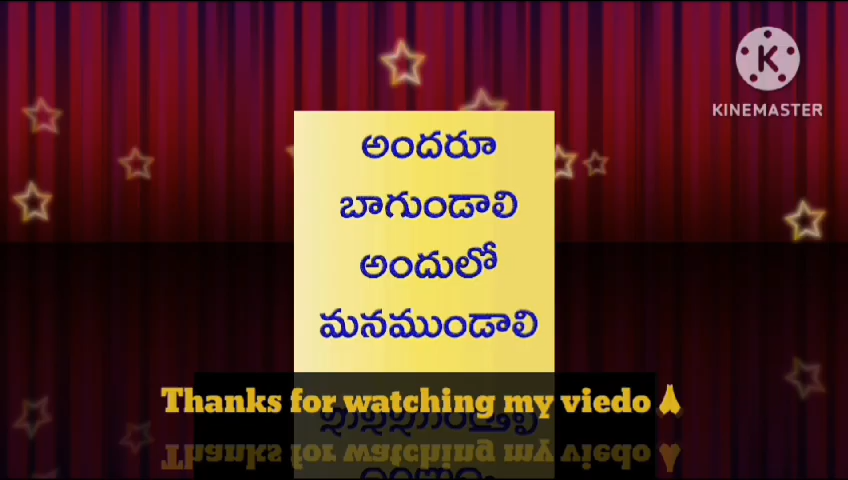 KINEMASTER
అందరూ
బాగుండాలి
అందులో
మనముండాలి
Thanks for watching my viedo🙏